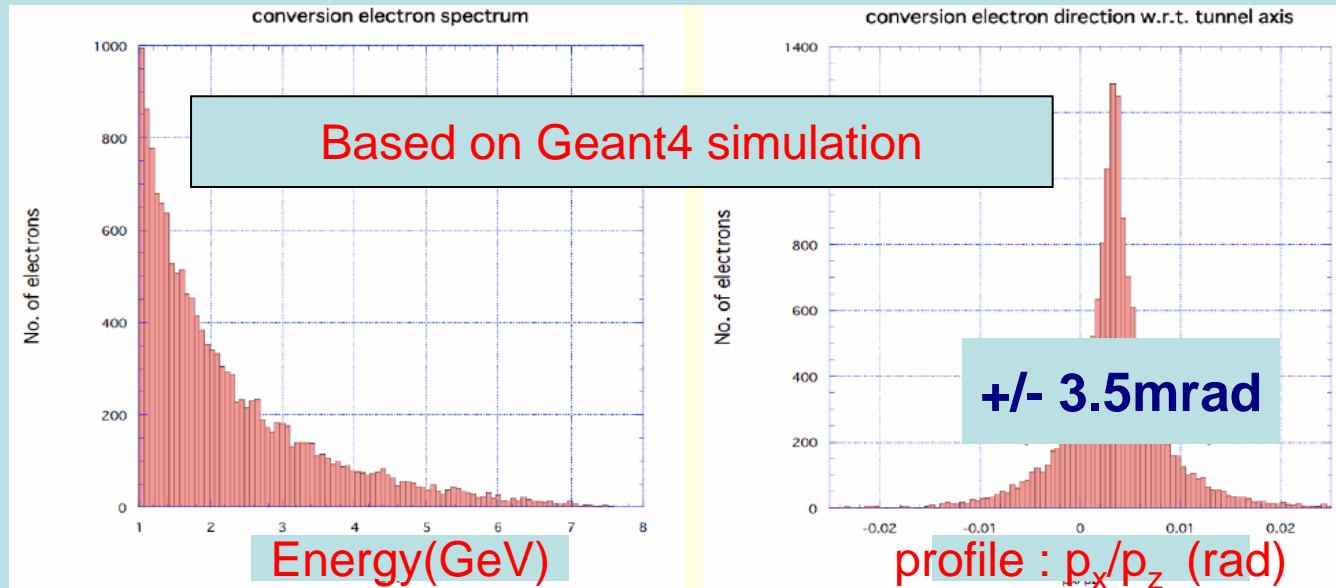 conversion electron spectrum
No. of electrons
1000
800
600
400
200
0
1 2 3 4 5 6 7 8
Energy(GeV)
conversion electron direction w.r.t. tunnel axis
No. of electrons
1400
800
600
400
200
0
-0.02 -0.01 0 0.01 0.02
profile : px/pz (rad)
Based on Geant4 simulation
+/- 3.5mrad